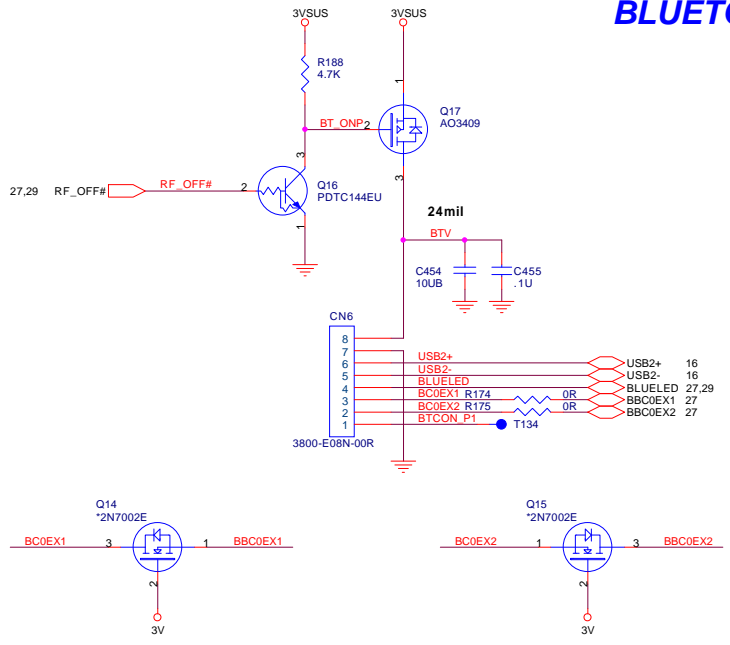 BLUETO
3VSUS
3VSUS
R188
4.7K
1
Q17
AO3409
BT_ONP
2
3
3
27,29 RF_OFF#
RF_OFF#
2
Q16
PDTC144EU
1
24mil
BTV
C454
10UB
C455
.1U
CN6
8
7
6
5
4
3
2
1
USB2+
USB2-
BLUELED
BC0EX1 R174 0R
BC0EX2 R175 0R
BTCON_P1
T134
USB2+ 16
USB2- 16
BLUELED 27,29
BBC0EX1 27
BBC0EX2 27
3800-E08N-00R
Q14
*2N7002E
BC0EX1
3
1
BBC0EX1
2
3V
Q15
*2N7002E
BC0EX2
1
3
BBC0EX2
2
3V